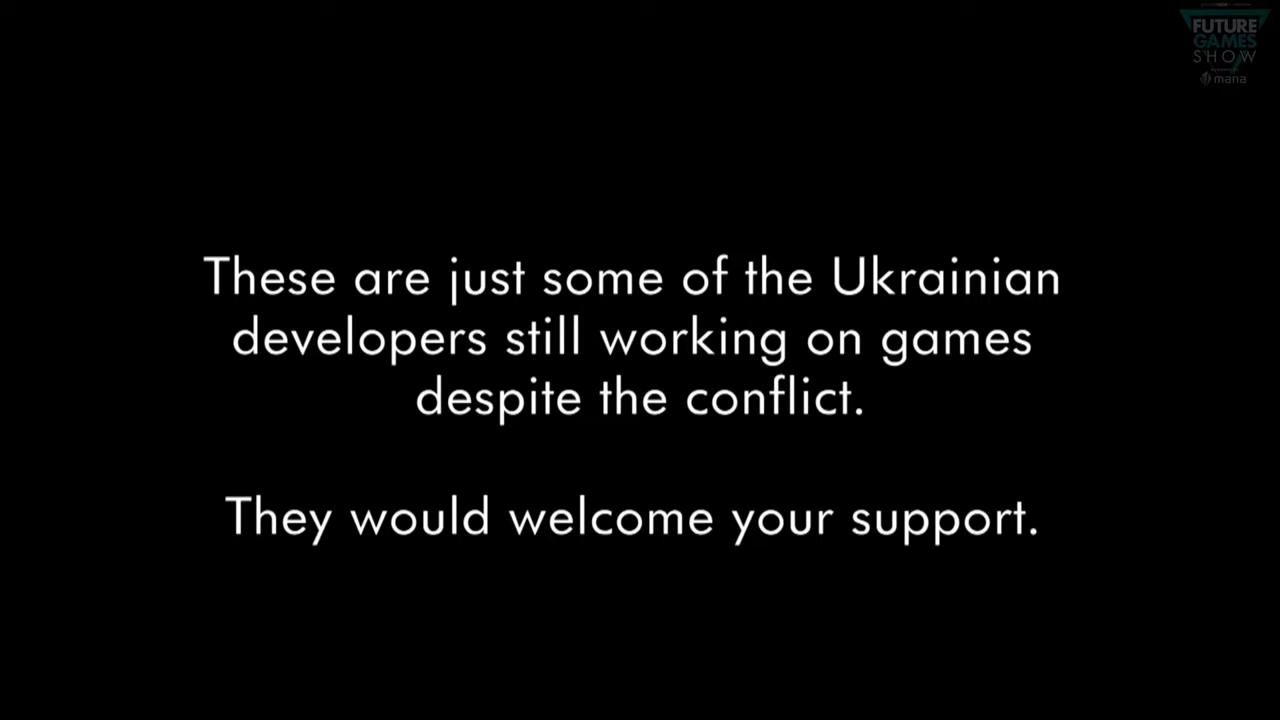 FUTURE
GAMES
SHOW
mana
These are just some of the Ukrainian
developers still working on games
despite the conflict.
They would welcome your support.